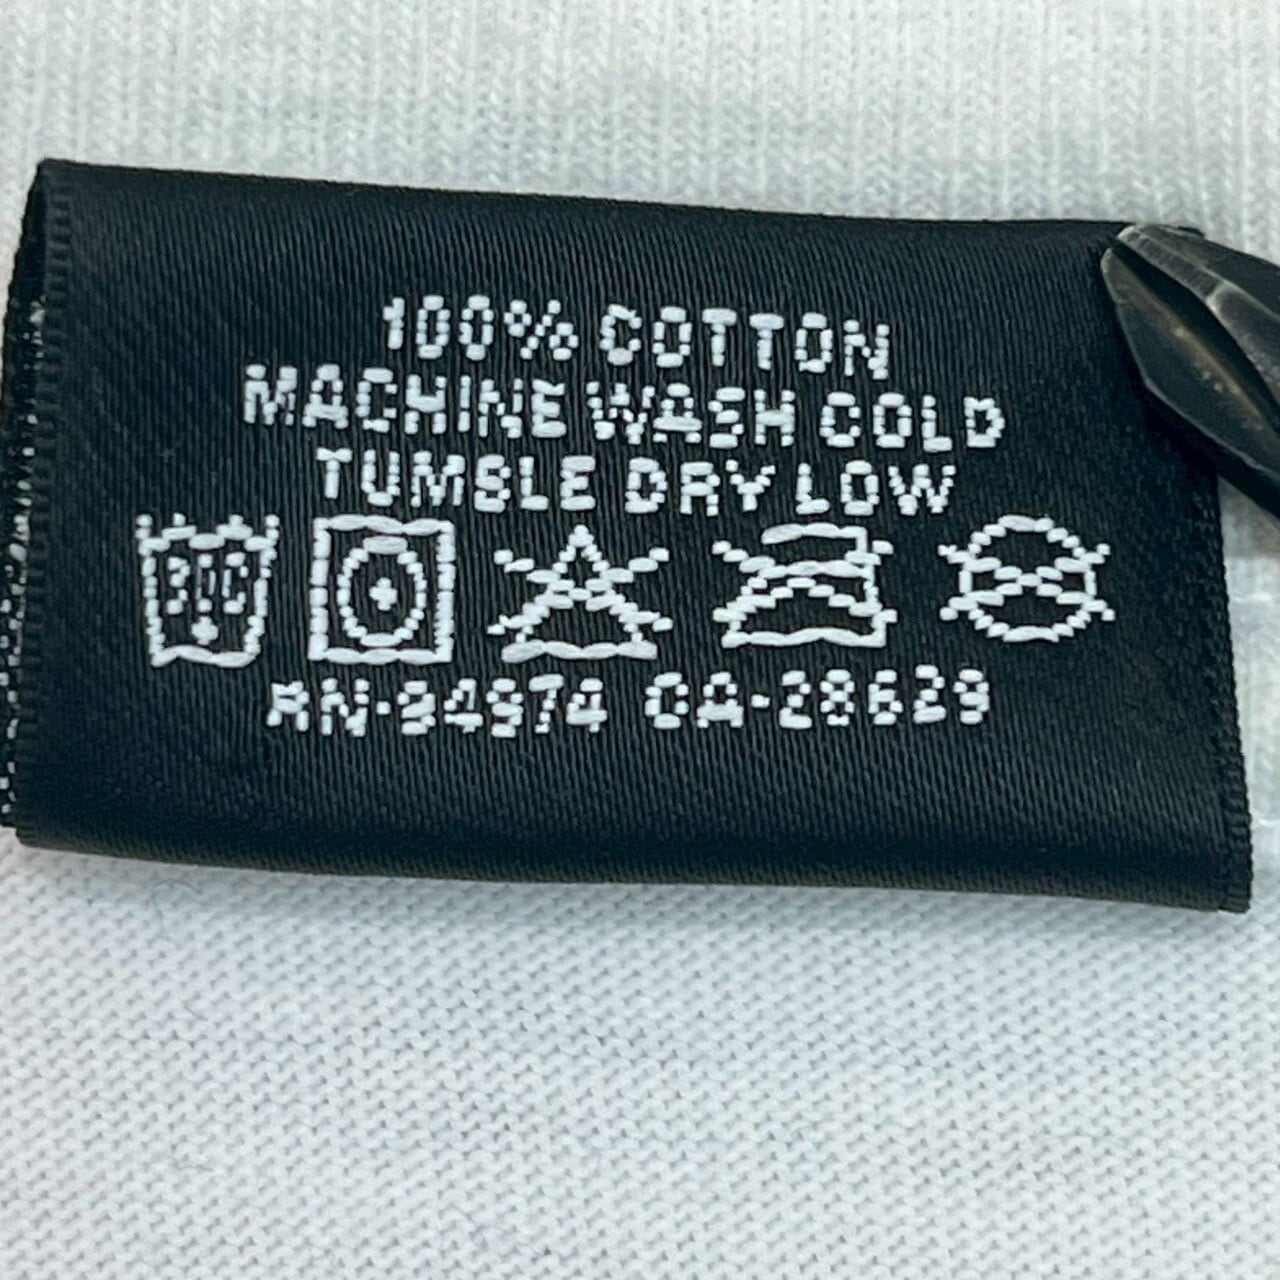 100% COTTON
MACHINE WASH COLD
TUMBLE DRY LOW
RN-94974 CA-28629